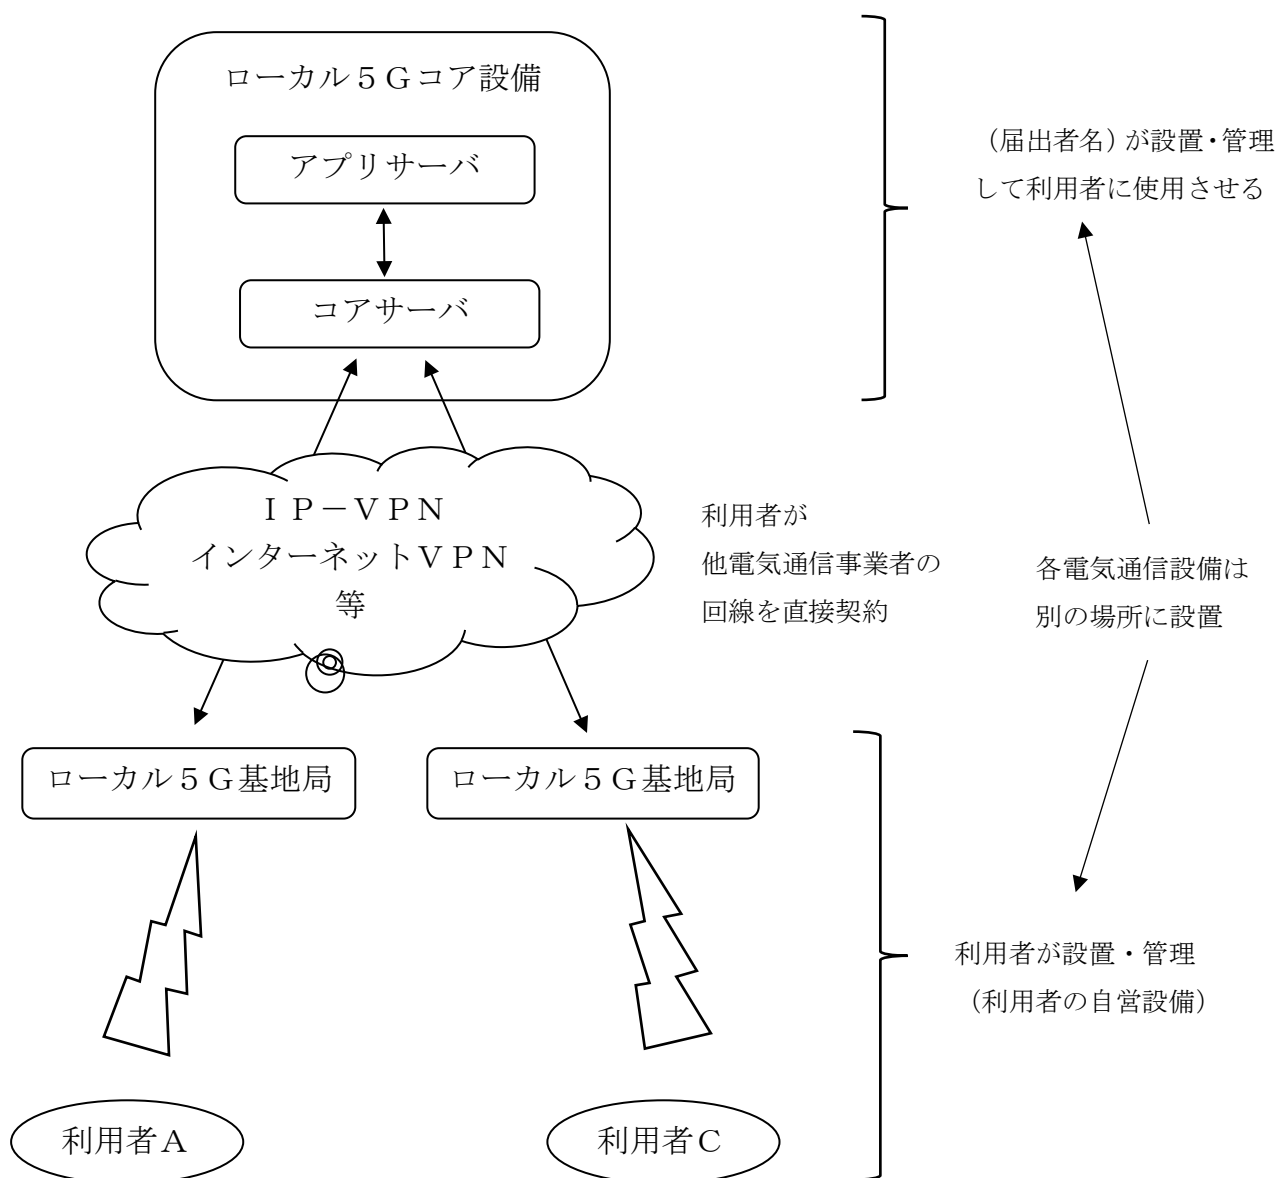 ローカル５Ｇコア設備
アプリサーバ
コアサーバ
（届出者名）が設置・管理
して利用者に使用させる
ＩＰ－ＶＰＮ
インターネットＶＰＮ
等
利用者が
他電気通信事業者の
回線を直接契約
各電気通信設備は
別の場所に設置
ローカル５Ｇ基地局
ローカル５Ｇ基地局
利用者が設置・管理
（利用者の自営設備）
利用者Ａ
利用者Ｃ